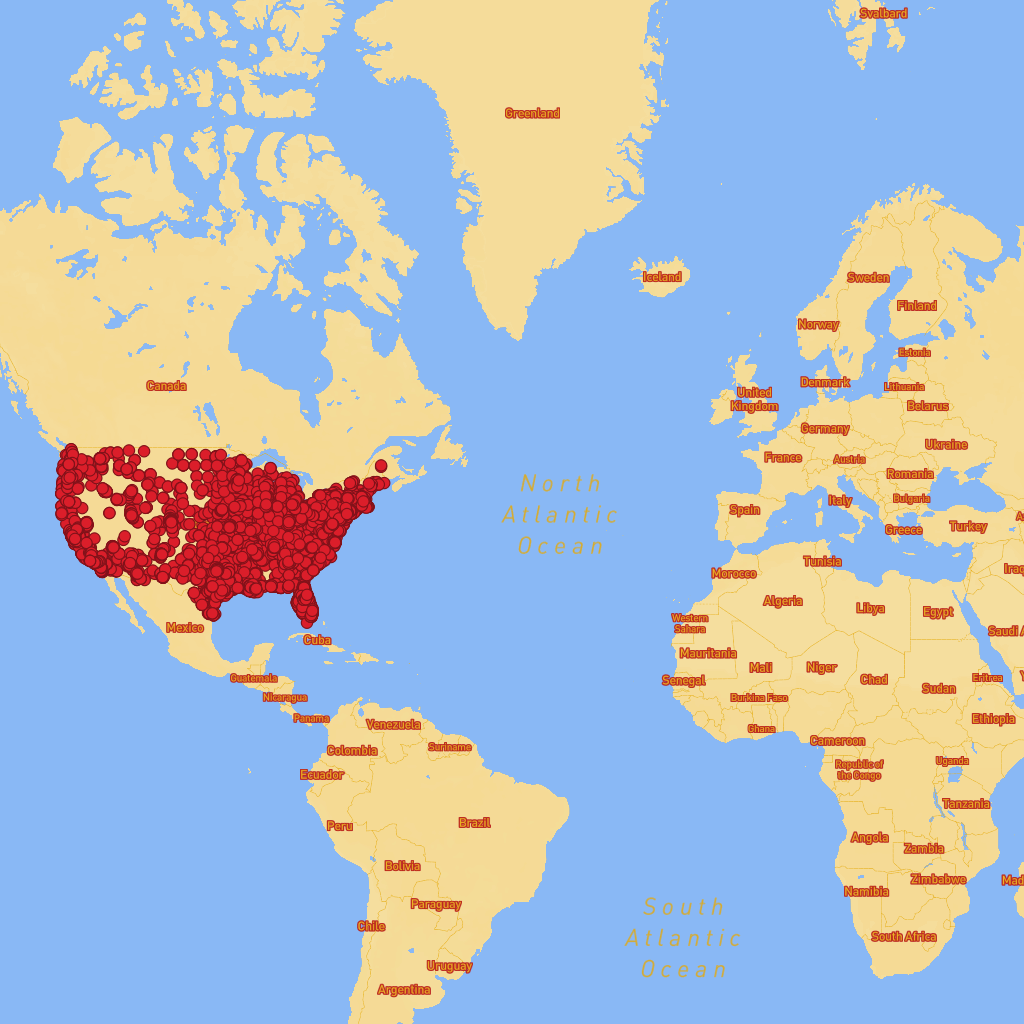 Svalbard
Greenland
Iceland
Sweden
Finland
Norway
Estonia
Denmark
Lithuania
Canada
United
Kingdom
Belarus
Germany
Ukraine
France
Austria
Romania
North
Atlantic
Ocean
Spain
Italy
Bulgaria
Greece
Turkey
Tunisia
Morocco
Iraq
Algeria
Libya
Egypt
Western
Sahara
Mexico
Cuba
Saudi A
Mauritania
Mali
Niger
Guatemala
Senegal
Chad
Sudan
Eritrea
Y
Nicaragua
Burkina Faso
Panama
Venezuela
Ghana
Ethiopia
Colombia
Suriname
Cameroon
Ecuador
Republic of
the Congo
Uganda
Tanzania
Peru
Brazil
Angola
Zambia
Bolivia
Namibia
Zimbabwe
Mad
Paraguay
South
Atlantic
Ocean
Chile
South Africa
Uruguay
Argentina